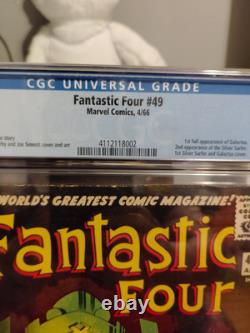 CGC UNIVERSAL GRADE
Fantastic Four #49
Marvel Comics, 4/66
story
and Joe Sinnott cover and art
1st full appearance of Galactus.
2nd appearance of the Silver Surfer.
1st Silver Surfer and Galactus cover.
4112118002
WORLD'S GREATEST COMIC MAGAZINE!
Fantastic
Four